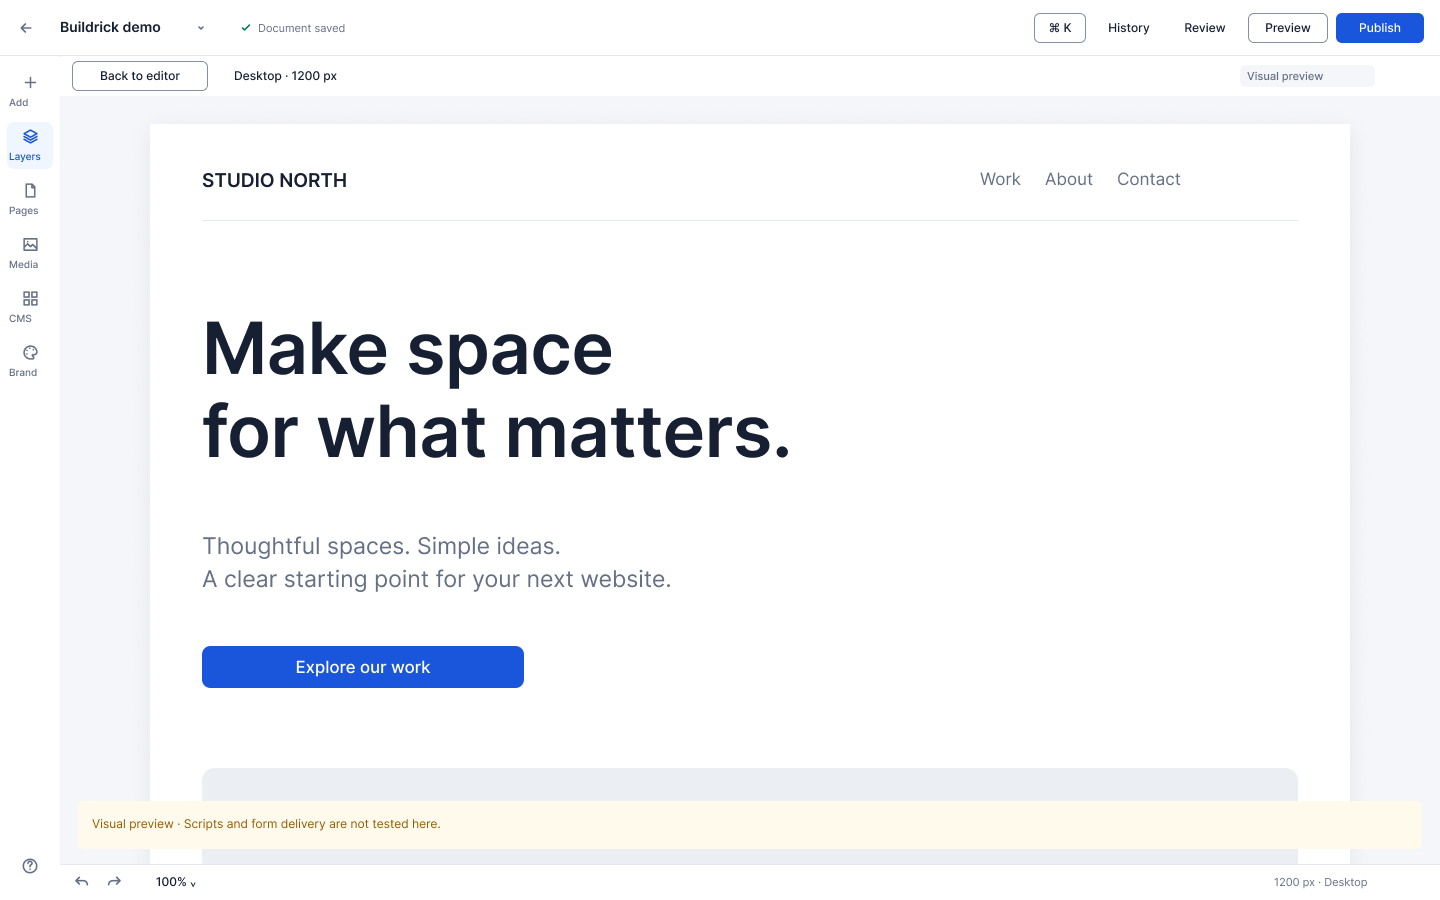 Buildrick demo
Document saved
⌘ K
History
Review
Preview
Publish
Back to editor
Desktop · 1200 px
Visual preview
Add
Layers
Pages
Media
CMS
Brand
STUDIO NORTH
Work
About
Contact
Make space
for what matters.
Thoughtful spaces. Simple ideas.
A clear starting point for your next website.
Explore our work
Visual preview · Scripts and form delivery are not tested here.
100%
1200 px · Desktop